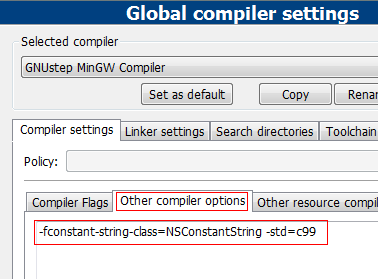 Global compiler settings
Selected compiler
GNUstep MinGW Compiler
Set as default Copy
Compiler settings Linker settings Search directories Toolchain
Policy:
Compiler Flags Other compiler options Other resource compil
-fconstant-string-class=NSConstantString -std=c99